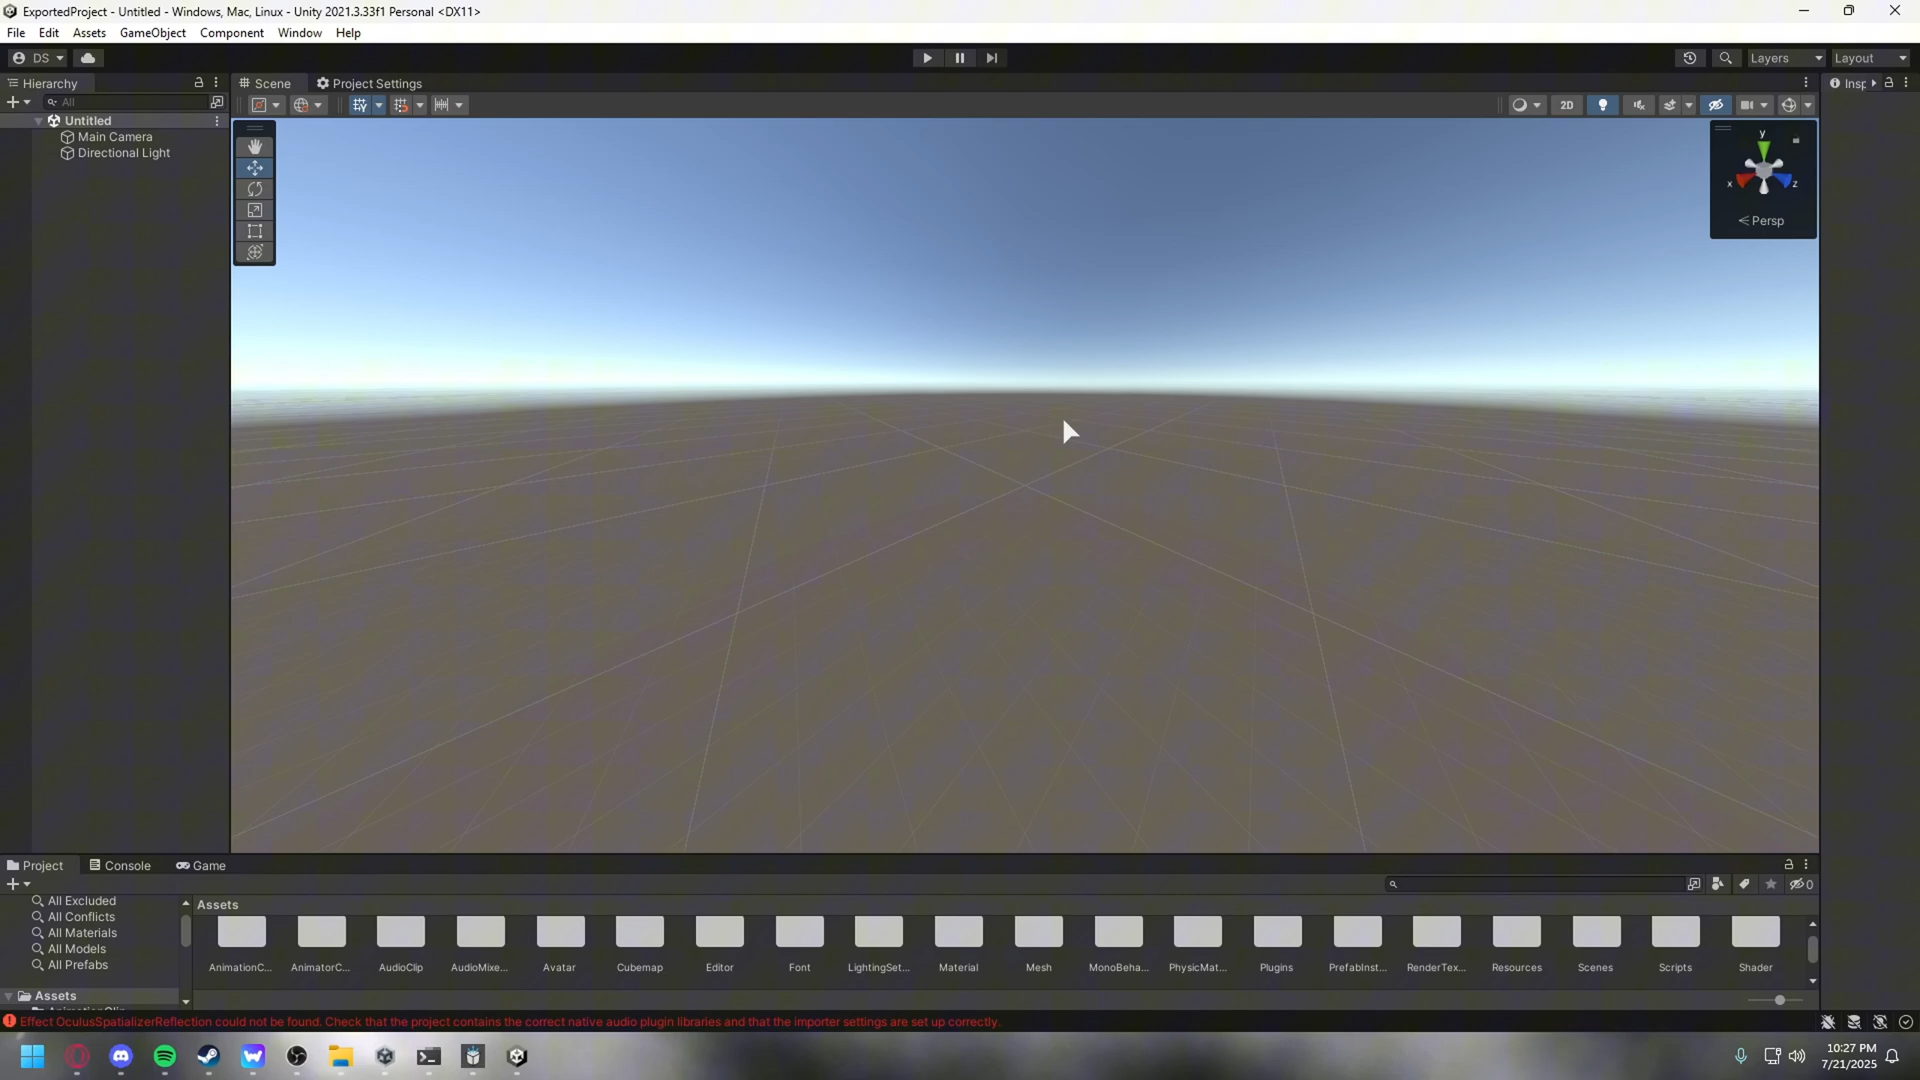 ExportedProject - Untitled - Windows, Mac, Linux - Unity 2021.3.33f1 Personal <DX11>
File Edit Assets GameObject Component Window Help
DS Layers Layout
Hierarchy Scene Project Settings Insp
All 2D
Untitled
Main Camera
Directional Light
y
x z
< Persp
Project Console Game
0
All Excluded
All Conflicts
All Materials
All Models
All Prefabs
Assets
Assets
AnimationC... AnimatorC... AudioClip AudioMixe... Avatar Cubemap Editor Font LightingSet... Material Mesh MonoBeha... PhysicMat... Plugins PrefabInst... RenderTex... Resources Scenes Scripts Shader
Effect OculusSpatializerReflection could not be found. Check that the project contains the correct native audio plugin libraries and that the importer settings are set up correctly.
10:27 PM
7/21/2025